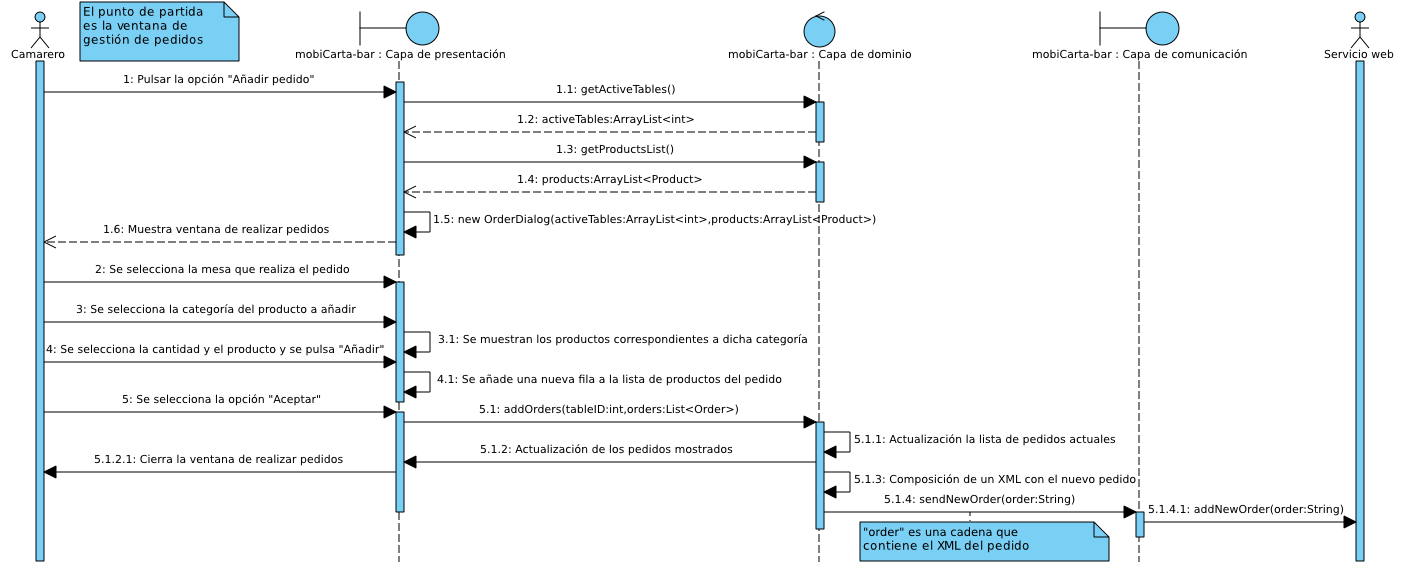 El punto de partida
es la ventana de
gestión de pedidos
Camarero
mobiCarta-bar : Capa de presentación
mobiCarta-bar : Capa de dominio
mobiCarta-bar : Capa de comunicación
Servicio web
1: Pulsar la opción "Añadir pedido"
1.1: getActiveTables()
1.2: activeTables:ArrayList<int>
1.3: getProductsList()
1.4: products:ArrayList<Product>
1.5: new OrderDialog(activeTables:ArrayList<int>,products:ArrayList<Product>)
1.6: Muestra ventana de realizar pedidos
2: Se selecciona la mesa que realiza el pedido
3: Se selecciona la categoría del producto a añadir
3.1: Se muestran los productos correspondientes a dicha categoría
4: Se selecciona la cantidad y el producto y se pulsa "Añadir"
4.1: Se añade una nueva fila a la lista de productos del pedido
5: Se selecciona la opción "Aceptar"
5.1: addOrders(tableID:int,orders:List<Order>)
5.1.1: Actualización la lista de pedidos actuales
5.1.2: Actualización de los pedidos mostrados
5.1.2.1: Cierra la ventana de realizar pedidos
5.1.3: Composición de un XML con el nuevo pedido
5.1.4: sendNewOrder(order:String)
5.1.4.1: addNewOrder(order:String)
"order" es una cadena que
contiene el XML del pedido